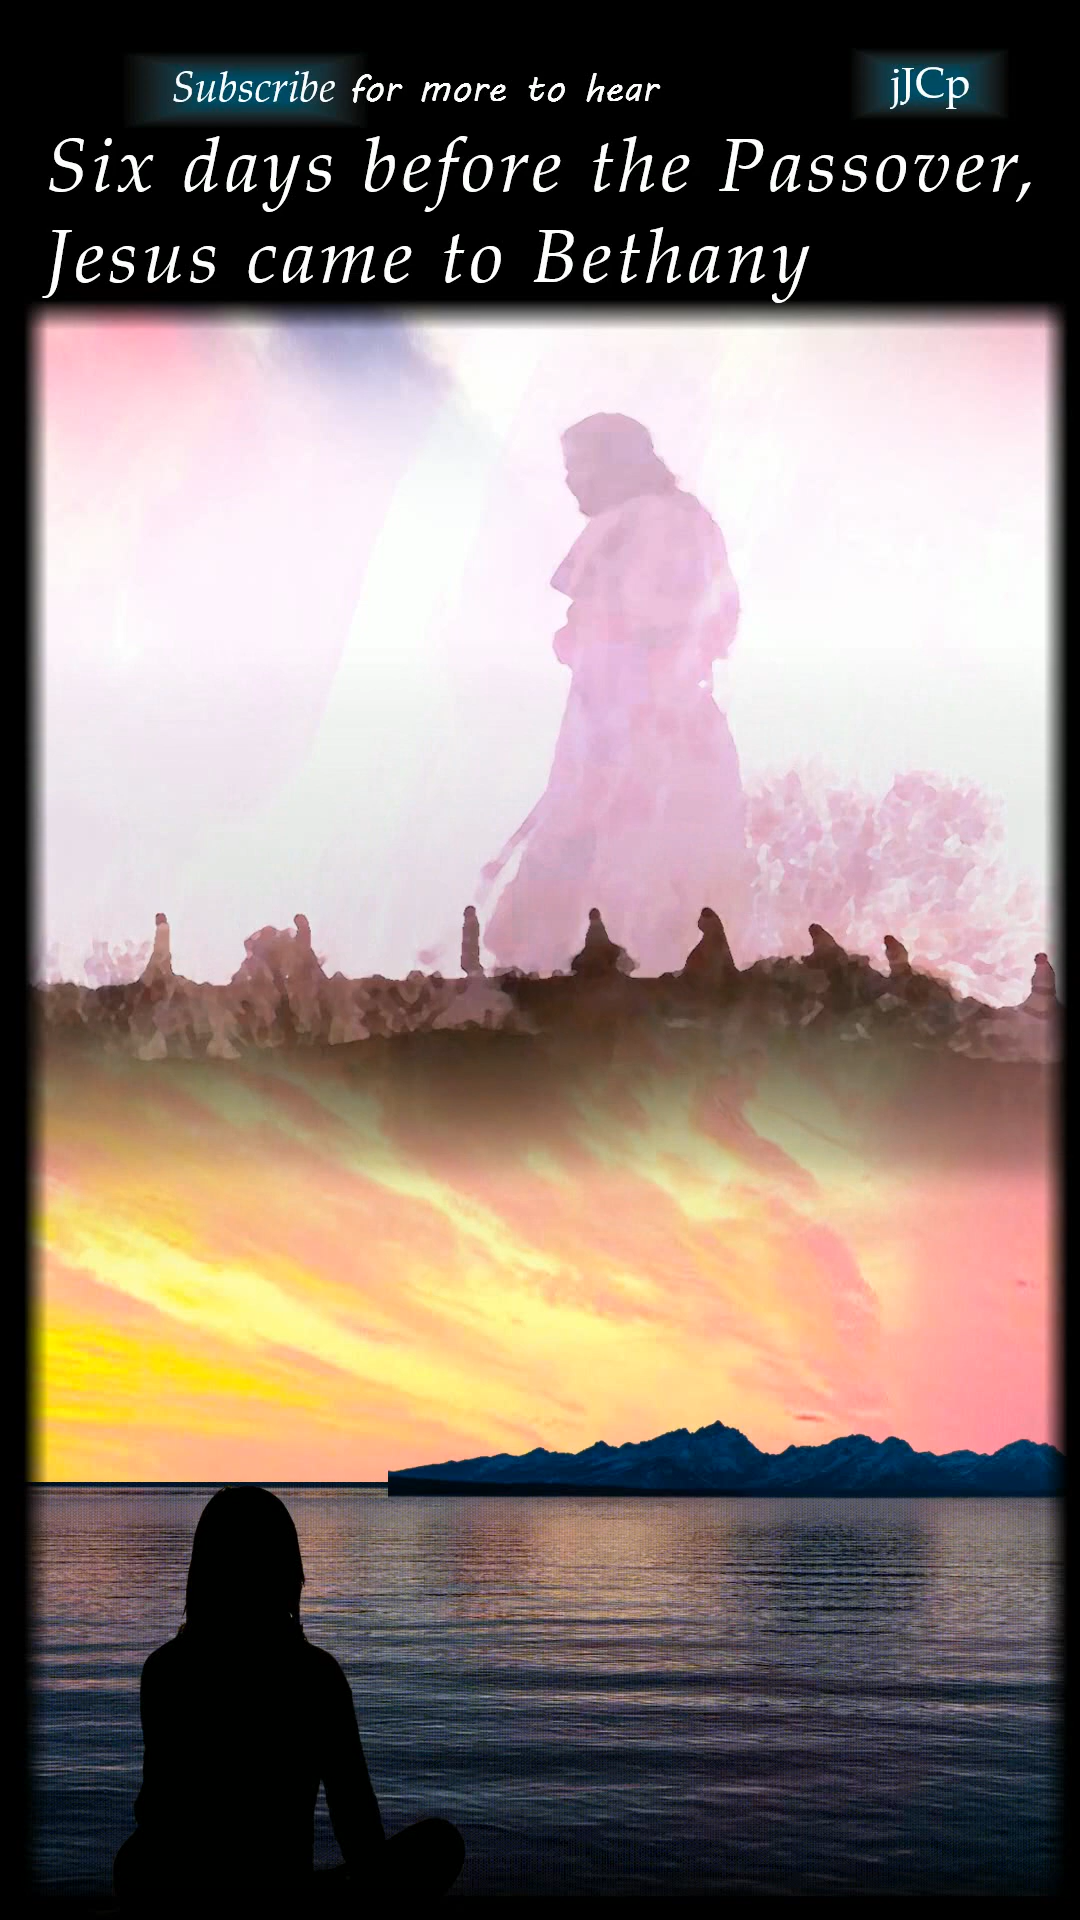 Subscribe for more to hear
jJCp
Six days before the Passover,
Jesus came to Bethany